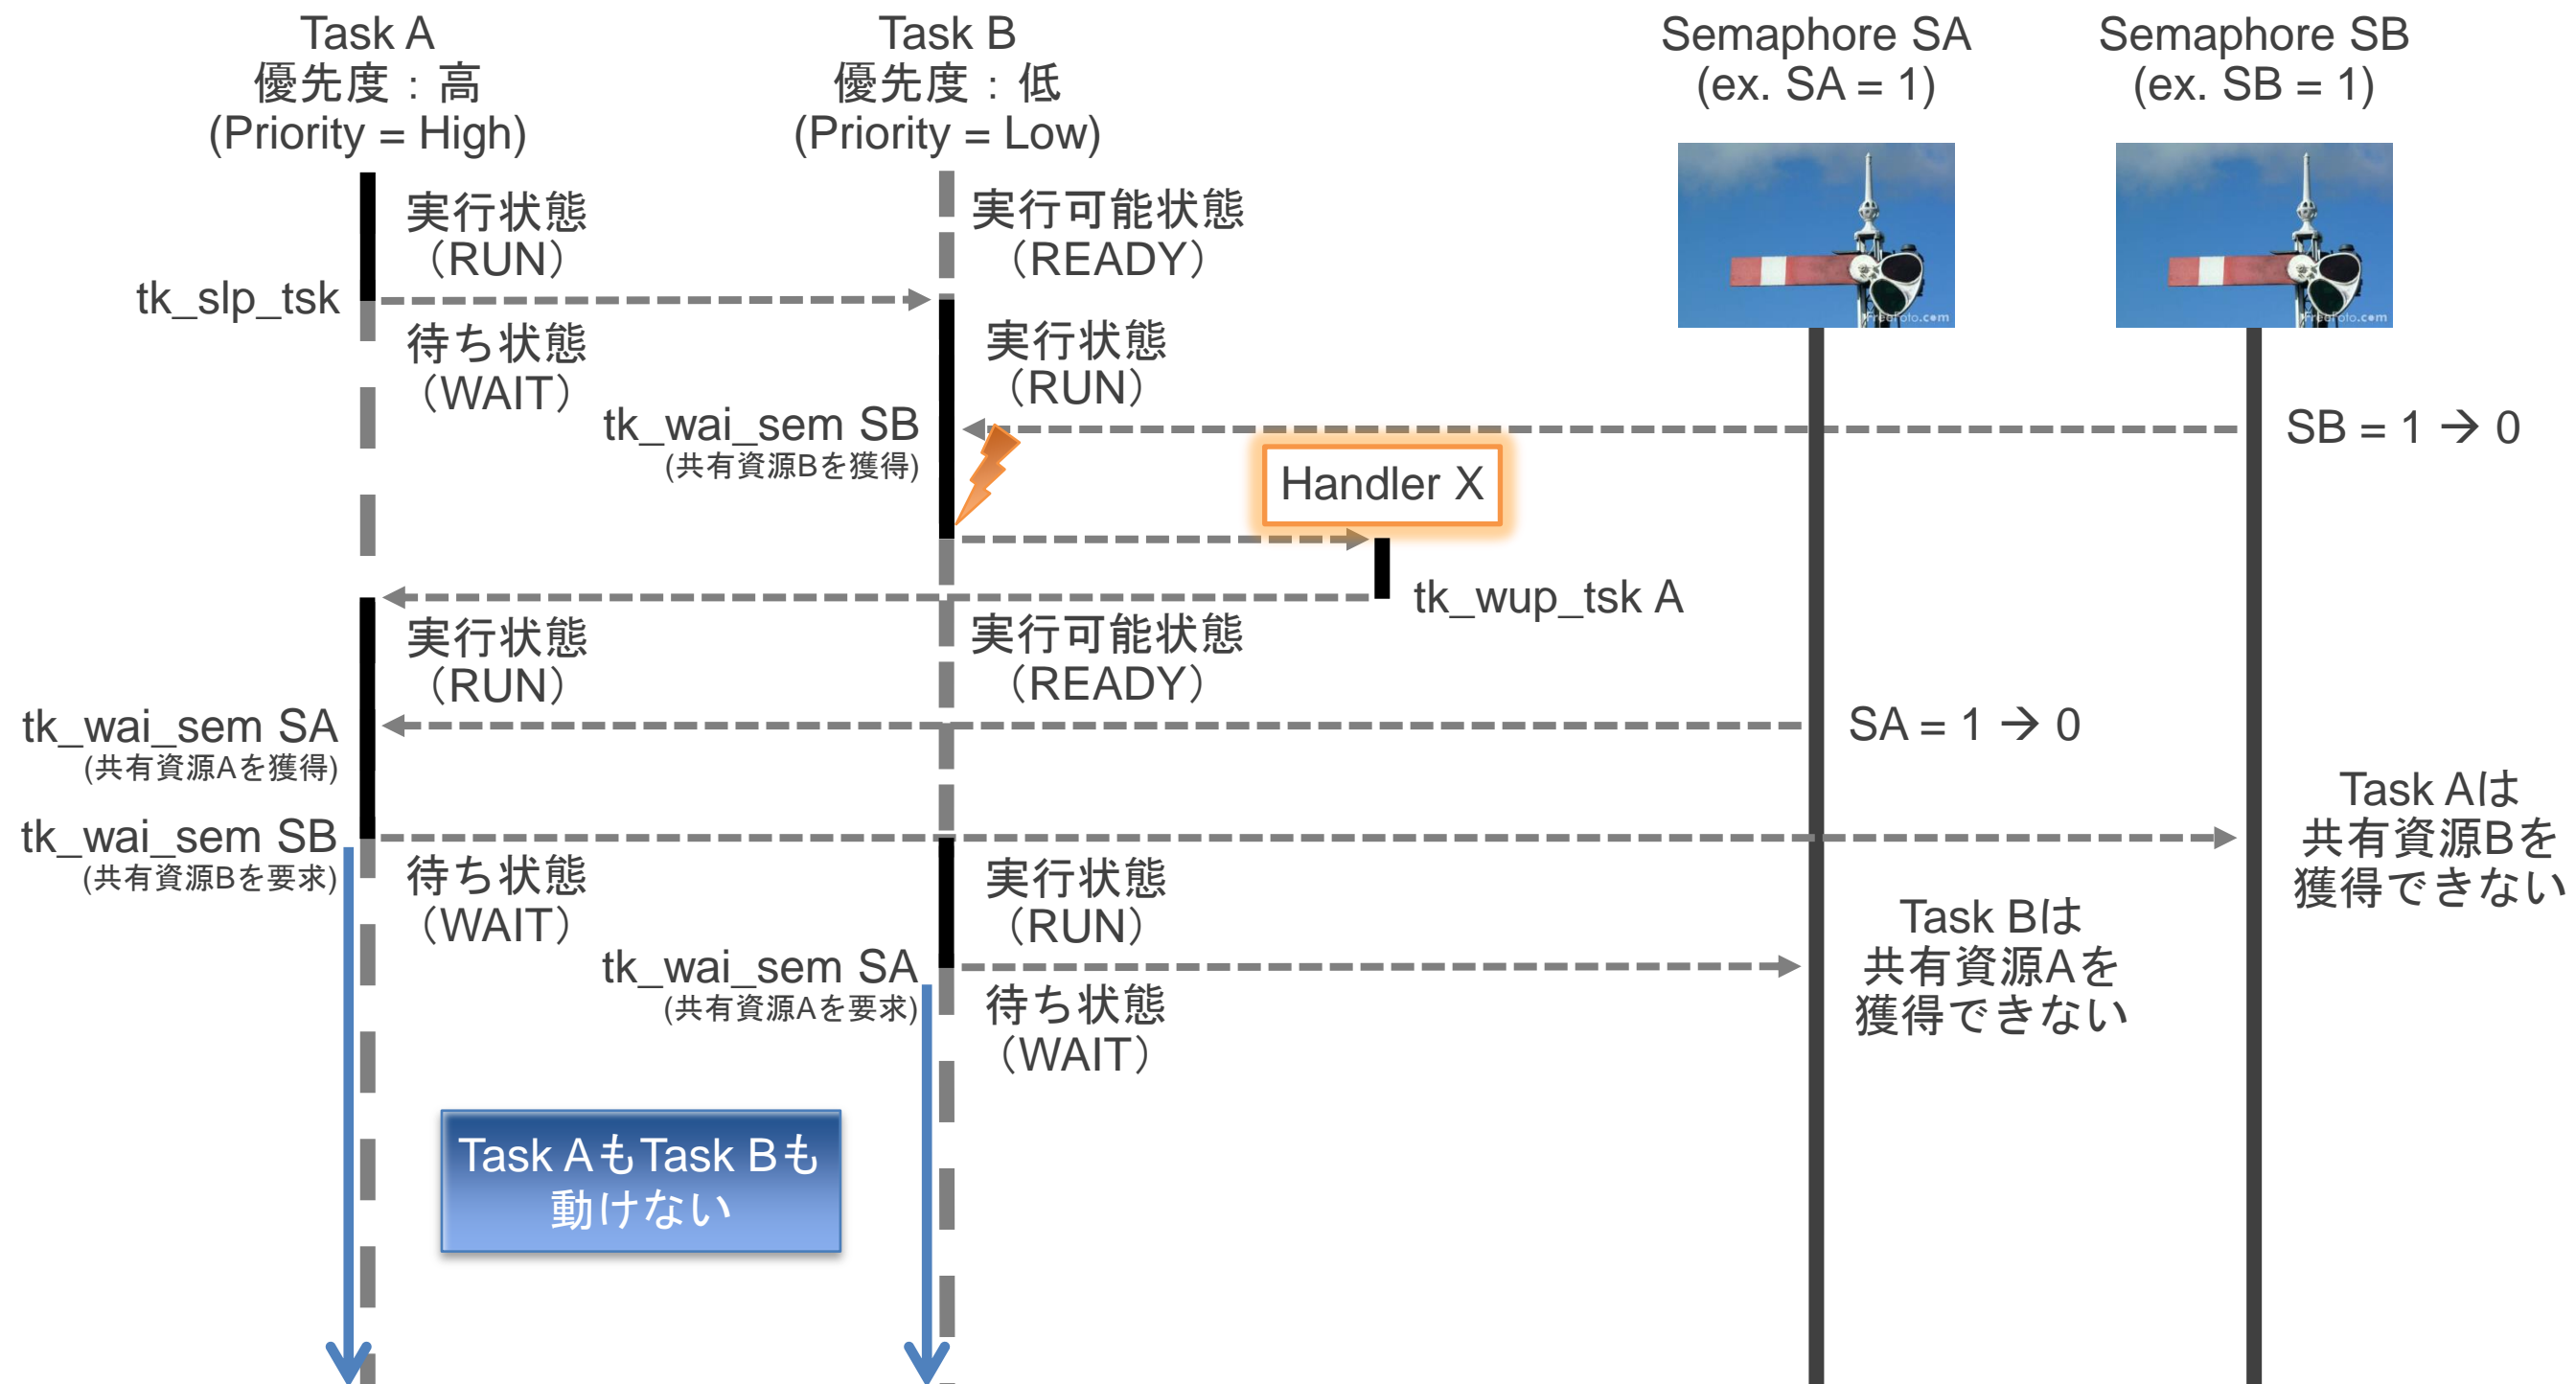 Task A
優先度：高
(Priority = High)
Task B
優先度：低
(Priority = Low)
Semaphore SA
(ex. SA = 1)
Semaphore SB
(ex. SB = 1)
FreeFoto.com
FreeFoto.com
実行状態
（RUN）
実行可能状態
（READY）
tk_slp_tsk
待ち状態
（WAIT）
実行状態
（RUN）
tk_wai_sem SB
(共有資源Bを獲得)
SB = 1 → 0
Handler X
tk_wup_tsk A
実行状態
（RUN）
実行可能状態
（READY）
tk_wai_sem SA
(共有資源Aを獲得)
SA = 1 → 0
tk_wai_sem SB
(共有資源Bを要求)
Task Aは
共有資源Bを
獲得できない
待ち状態
（WAIT）
実行状態
（RUN）
tk_wai_sem SA
(共有資源Aを要求)
Task Bは
共有資源Aを
獲得できない
待ち状態
（WAIT）
Task AもTask Bも
動けない